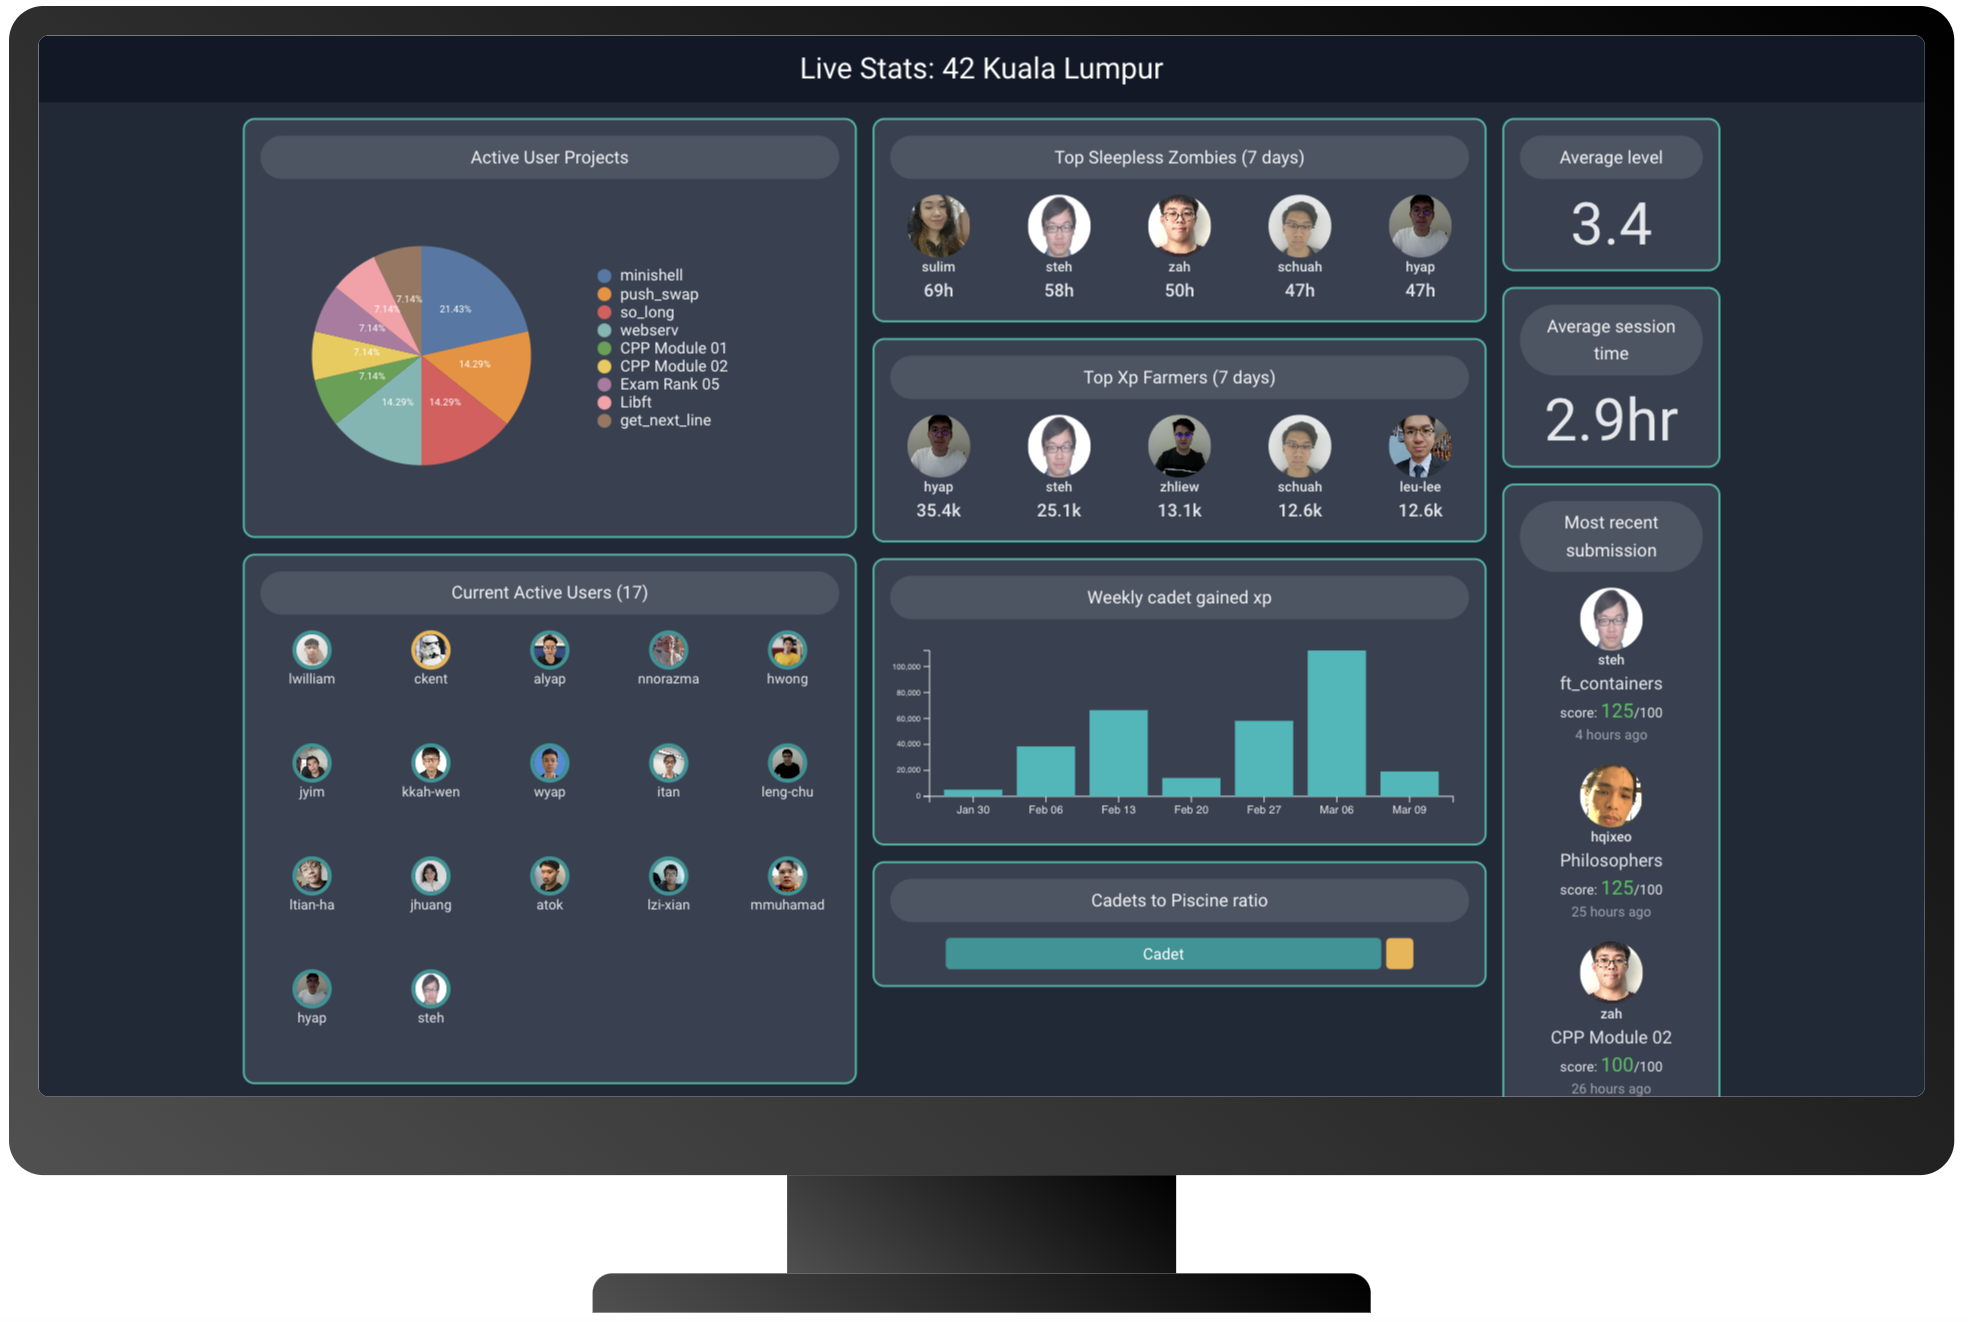 Live Stats: 42 Kuala Lumpur
Active User Projects
21.43%
14.29%
14.29%
14.29%
7.14%
7.14%
7.14%
7.14%
7.14%
minishell
push_swap
so_long
webserv
CPP Module 01
CPP Module 02
Exam Rank 05
Libft
get_next_line
Current Active Users (17)
lwilliam ckent alyap nnorazma hwong
jyim kkah-wen wyap itan leng-chu
ltian-ha jhuang atok lzi-xian mmuhamad
hyap steh
Top Sleepless Zombies (7 days)
sulim steh zah schuah hyap
69h 58h 50h 47h 47h
Top Xp Farmers (7 days)
hyap steh zhliew schuah leu-lee
35.4k 25.1k 13.1k 12.6k 12.6k
Weekly cadet gained xp
100,000
80,000
60,000
40,000
20,000
0
Jan 30 Feb 06 Feb 13 Feb 20 Feb 27 Mar 06 Mar 09
Cadets to Piscine ratio
Cadet
Average level
3.4
Average session
time
2.9hr
Most recent
submission
steh
ft_containers
score: 125/100
4 hours ago
hqixeo
Philosophers
score: 125/100
25 hours ago
zah
CPP Module 02
score: 100/100
26 hours ago